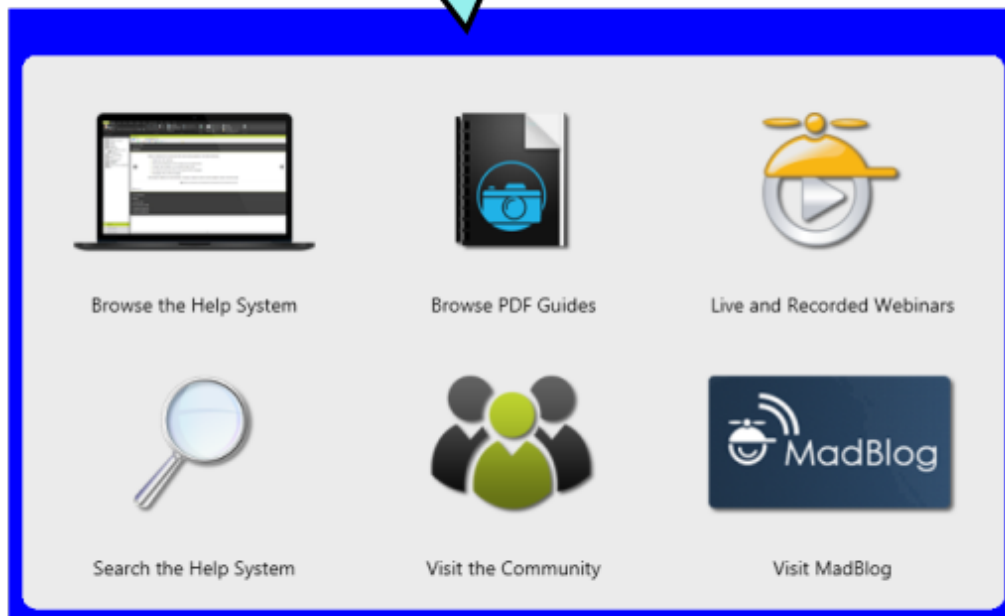 Browse the Help System
Browse PDF Guides
Live and Recorded Webinars
MadBlog
Search the Help System
Visit the Community
Visit MadBlog